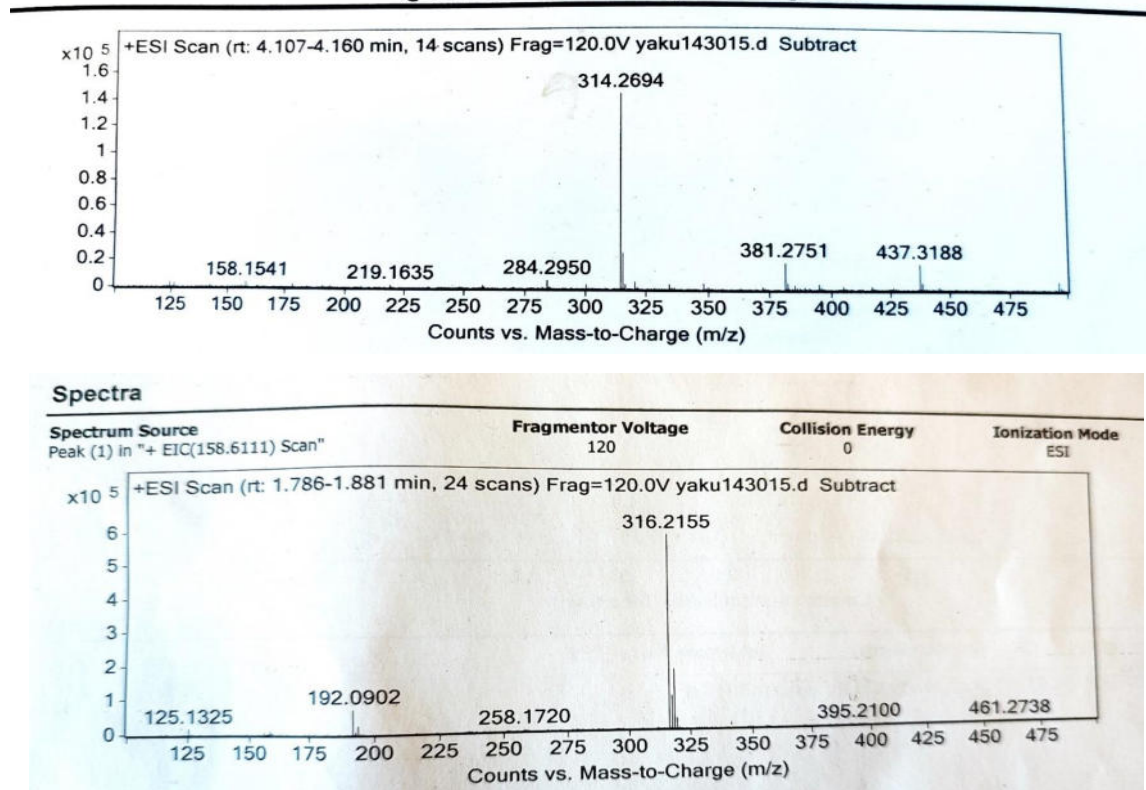 x10 5 +ESI Scan (rt: 4.107-4.160 min, 14 scans) Frag=120.0V yaku143015.d Subtract
1.6
314.2694
1.4
1.2
1
0.8
0.6
0.4
381.2751 437.3188
0.2
158.1541 219.1635 284.2950
0
125 150 175 200 225 250 275 300 325 350 375 400 425 450 475
Counts vs. Mass-to-Charge (m/z)
Spectra
Spectrum Source Fragmentor Voltage Collision Energy Ionization Mode
Peak (1) in "+ EIC(158.6111) Scan" 120 0 ESI
x10 5 +ESI Scan (rt: 1.786-1.881 min, 24 scans) Frag=120.0V yaku143015.d Subtract
316.2155
6
5
4
3
2
1
192.0902
125.1325 258.1720 395.2100 461.2738
0
125 150 175 200 225 250 275 300 325 350 375 400 425 450 475
Counts vs. Mass-to-Charge (m/z)